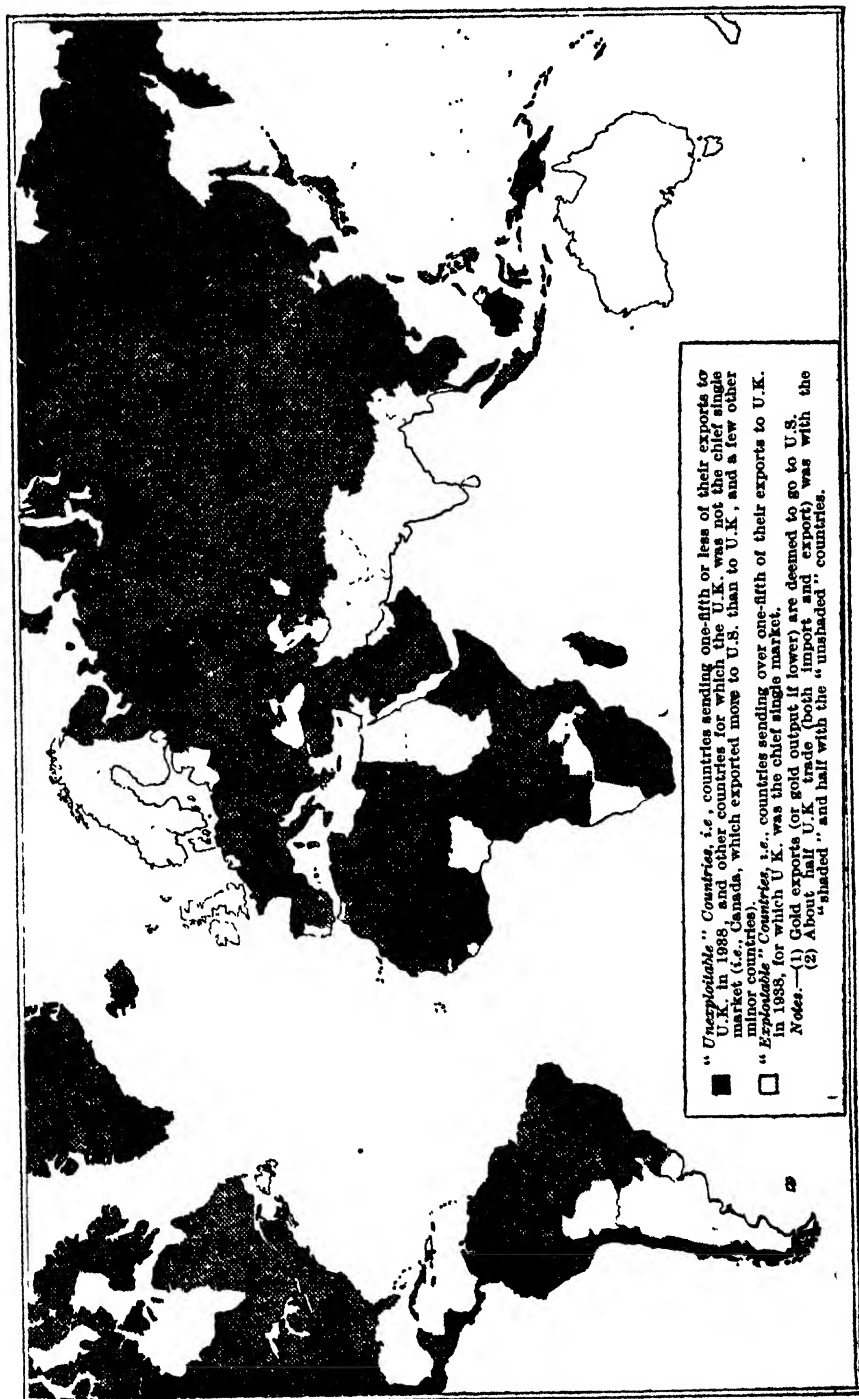 " Unexploitable " Countries, i.e., countries sending one-fifth or less of their exports to
U.K. in 1938, and other countries for which the U.K. was not the chief single
market (i.e., Canada, which exported more to U.S. than to U.K, and a few other
minor countries).
" Exploitable " Countries, i.e., countries sending over one-fifth of their exports to U.K.
in 1938, for which U K. was the chief single market.
Notes.—(1) Gold exports (or gold output if lower) are deemed to go to U.S.
(2) About half U.K trade (both import and export) was with the
"shaded" and half with the "unshaded" countries.